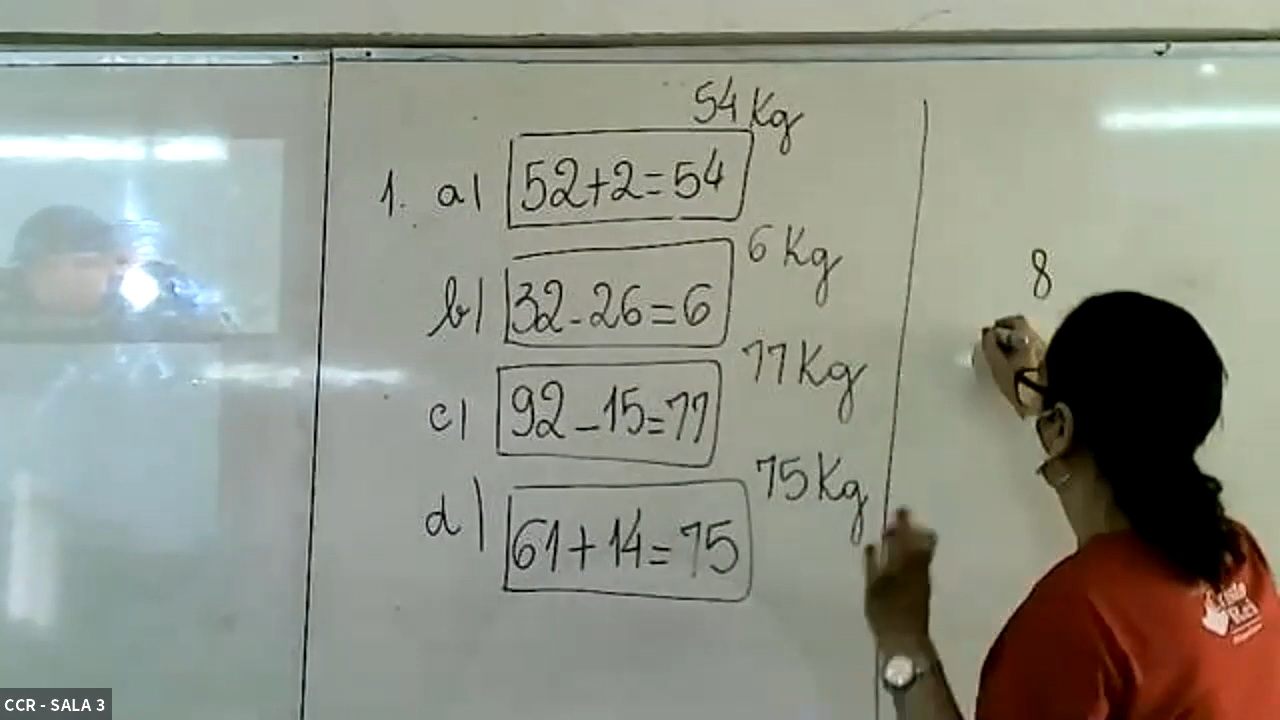 54 Kg
1. a) 52+2=54
6 Kg
b) 32-26=6
77 Kg
c) 92-15=77
75 Kg
d) 61+14=75
8
Rei
CCR - SALA 3